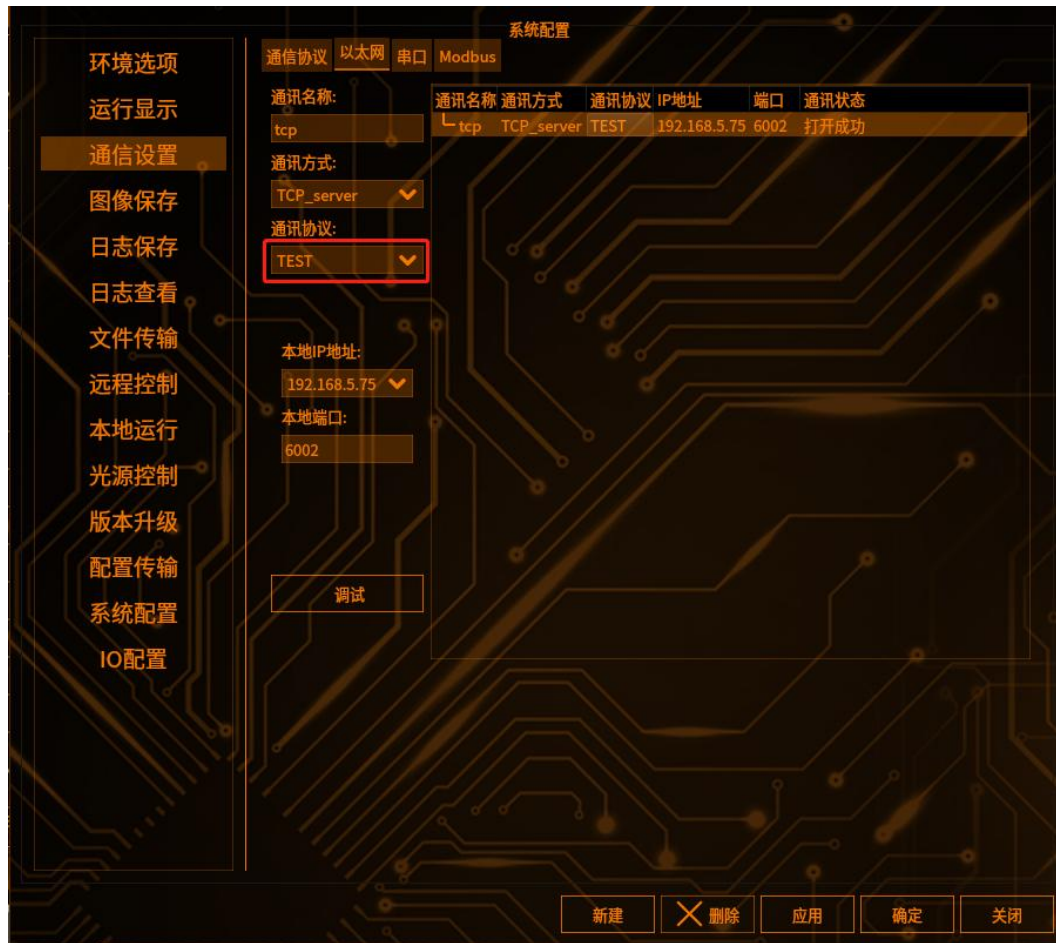 系统配置
环境选项
运行显示
通信设置
图像保存
日志保存
日志查看
文件传输
远程控制
本地运行
光源控制
版本升级
配置传输
系统配置
IO配置
通信协议 以太网 串口 Modbus
通讯名称:
tcp
通讯方式:
TCP_server
通讯协议:
TEST
本地IP地址:
192.168.5.75
本地端口:
6002
调试
通讯名称 通讯方式 通讯协议 IP地址 端口 通讯状态
tcp TCP_server TEST 192.168.5.75 6002 打开成功
新建 删除 应用 确定 关闭